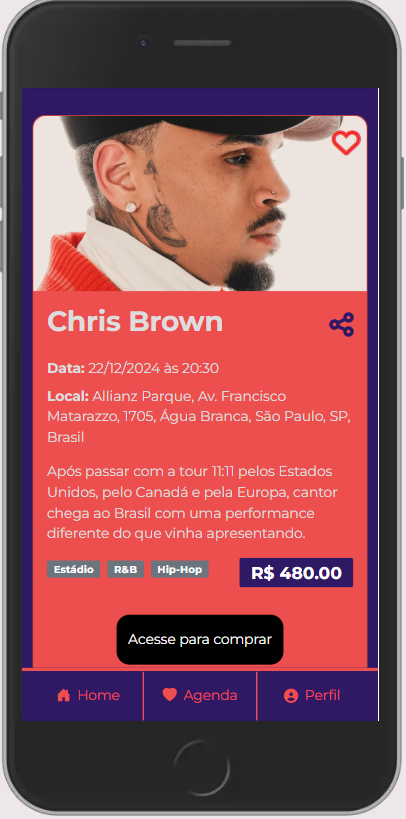 Chris Brown
Data: 22/12/2024 às 20:30
Local: Allianz Parque, Av. Francisco
Matarazzo, 1705, Água Branca, São Paulo, SP,
Brasil
Após passar com a tour 11:11 pelos Estados
Unidos, pelo Canadá e pela Europa, cantor
chega ao Brasil com uma performance
diferente do que vinha apresentando.
Estádio R&B Hip-Hop R$ 480.00
Acesse para comprar
Home Agenda Perfil